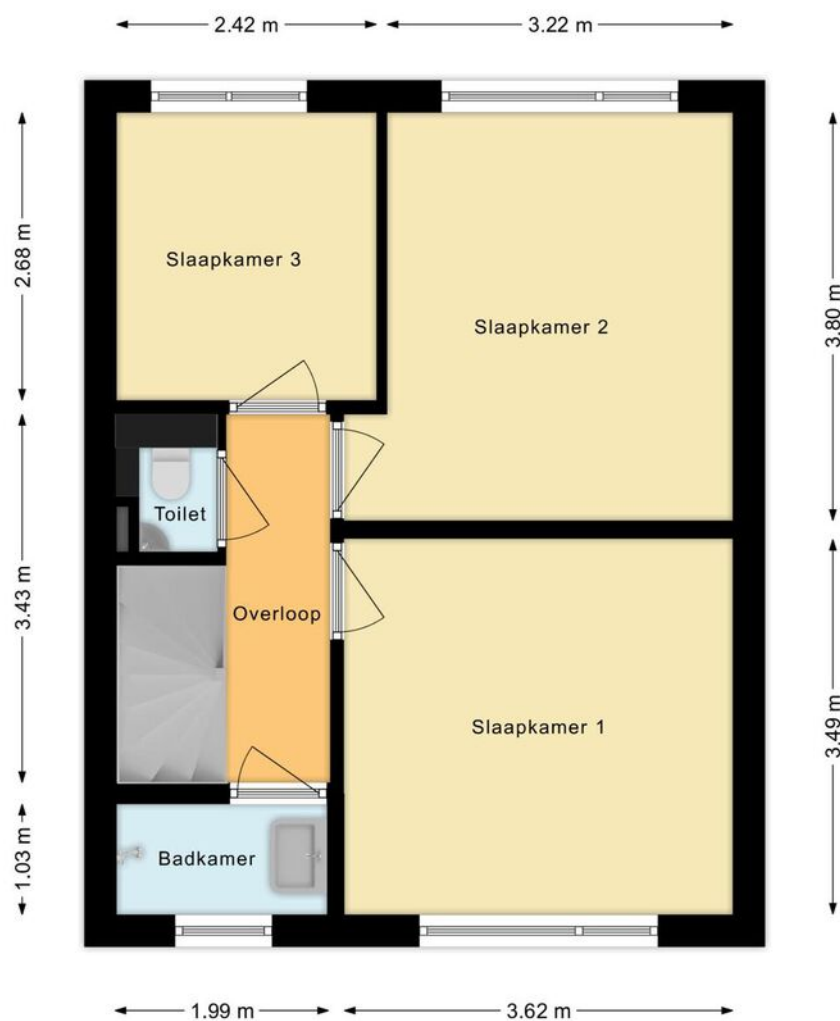 2.42 m
3.22 m
2.68 m
3.80 m
Slaapkamer 3
Slaapkamer 2
Toilet
3.43 m
Overloop
Slaapkamer 1
3.49 m
1.03 m
Badkamer
1.99 m
3.62 m